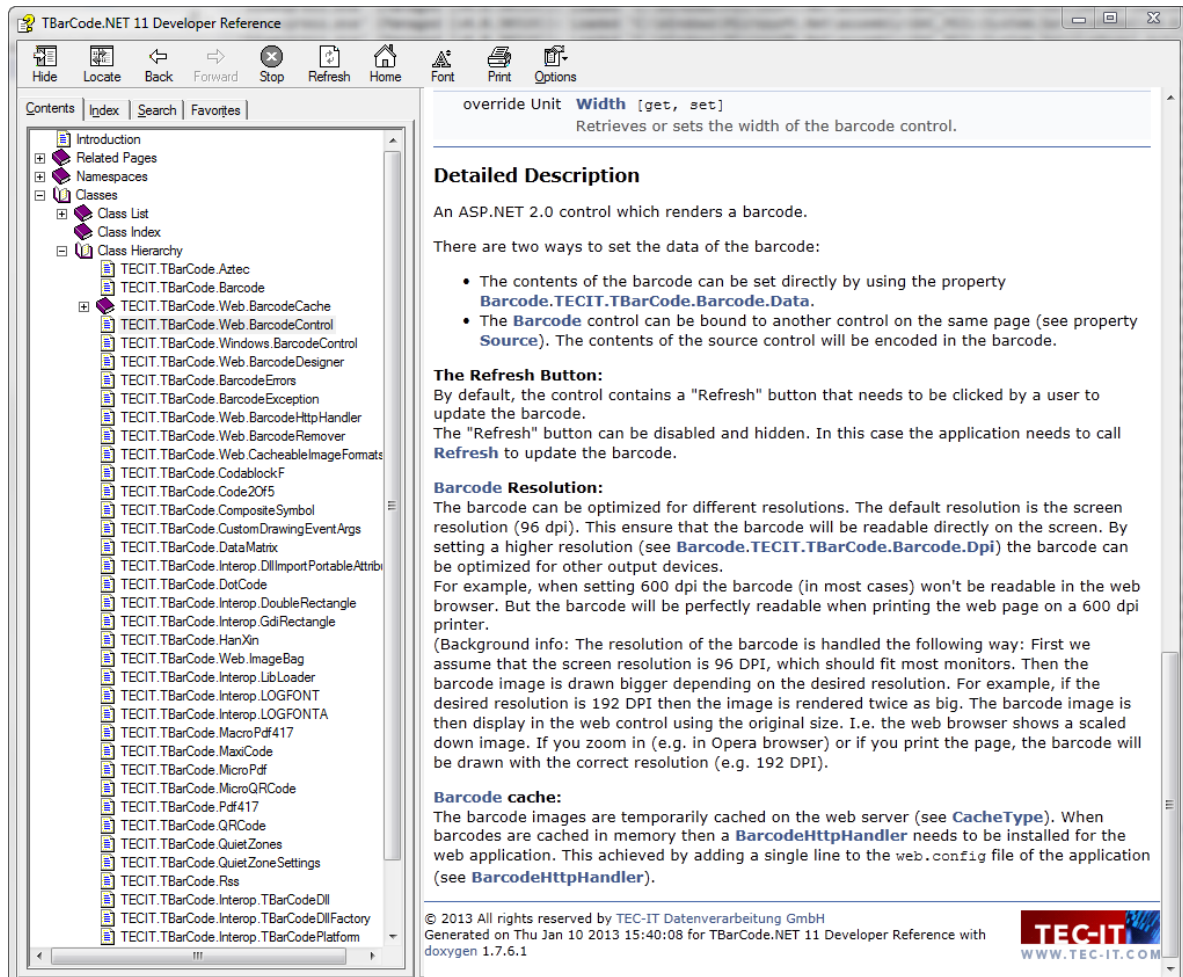 TBarCode.NET 11 Developer Reference
Hide Locate Back Forward Stop Refresh Home Font Print Options
Contents Index Search Favorites
Introduction
Related Pages
Namespaces
Classes
Class List
Class Index
Class Hierarchy
TECIT.TBarCode.Aztec
TECIT.TBarCode.Barcode
TECIT.TBarCode.Web.BarcodeCache
TECIT.TBarCode.Web.BarcodeControl
TECIT.TBarCode.Windows.BarcodeControl
TECIT.TBarCode.Web.BarcodeDesigner
TECIT.TBarCode.BarcodeErrors
TECIT.TBarCode.BarcodeException
TECIT.TBarCode.Web.BarcodeHttpHandler
TECIT.TBarCode.Web.BarcodeRemover
TECIT.TBarCode.Web.CacheableImageFormats
TECIT.TBarCode.CodablockF
TECIT.TBarCode.Code2Of5
TECIT.TBarCode.CompositeSymbol
TECIT.TBarCode.CustomDrawingEventArgs
TECIT.TBarCode.DataMatrix
TECIT.TBarCode.Interop.DllImportPortableAttribu
TECIT.TBarCode.DotCode
TECIT.TBarCode.Interop.DoubleRectangle
TECIT.TBarCode.Interop.GdiRectangle
TECIT.TBarCode.HanXin
TECIT.TBarCode.Web.ImageBag
TECIT.TBarCode.Interop.LibLoader
TECIT.TBarCode.Interop.LOGFONT
TECIT.TBarCode.Interop.LOGFONTA
TECIT.TBarCode.MacroPdf417
TECIT.TBarCode.MaxiCode
TECIT.TBarCode.MicroPdf
TECIT.TBarCode.MicroQRCode
TECIT.TBarCode.Pdf417
TECIT.TBarCode.QRCode
TECIT.TBarCode.QuietZones
TECIT.TBarCode.QuietZoneSettings
TECIT.TBarCode.Rss
TECIT.TBarCode.Interop.TBarCodeDll
TECIT.TBarCode.Interop.TBarCodeDllFactory
TECIT.TBarCode.Interop.TBarCodePlatform
override Unit Width [get, set]
Retrieves or sets the width of the barcode control.
Detailed Description
An ASP.NET 2.0 control which renders a barcode.
There are two ways to set the data of the barcode:
• The contents of the barcode can be set directly by using the property
Barcode.TECIT.TBarCode.Barcode.Data.
• The Barcode control can be bound to another control on the same page (see property
Source). The contents of the source control will be encoded in the barcode.
The Refresh Button:
By default, the control contains a "Refresh" button that needs to be clicked by a user to
update the barcode.
The "Refresh" button can be disabled and hidden. In this case the application needs to call
Refresh to update the barcode.
Barcode Resolution:
The barcode can be optimized for different resolutions. The default resolution is the screen
resolution (96 dpi). This ensure that the barcode will be readable directly on the screen. By
setting a higher resolution (see Barcode.TECIT.TBarCode.Barcode.Dpi) the barcode can
be optimized for other output devices.
For example, when setting 600 dpi the barcode (in most cases) won't be readable in the web
browser. But the barcode will be perfectly readable when printing the web page on a 600 dpi
printer.
(Background info: The resolution of the barcode is handled the following way: First we
assume that the screen resolution is 96 DPI, which should fit most monitors. Then the
barcode image is drawn bigger depending on the desired resolution. For example, if the
desired resolution is 192 DPI then the image is rendered twice as big. The barcode image is
then display in the web control using the original size. I.e. the web browser shows a scaled
down image. If you zoom in (e.g. in Opera browser) or if you print the page, the barcode will
be drawn with the correct resolution (e.g. 192 DPI).
Barcode cache:
The barcode images are temporarily cached on the web server (see CacheType). When
barcodes are cached in memory then a BarcodeHttpHandler needs to be installed for the
web application. This achieved by adding a single line to the web.config file of the application
(see BarcodeHttpHandler).
© 2013 All rights reserved by TEC-IT Datenverarbeitung GmbH
Generated on Thu Jan 10 2013 15:40:08 for TBarCode.NET 11 Developer Reference with
doxygen 1.7.6.1
TEC-IT
WWW.TEC-IT.COM